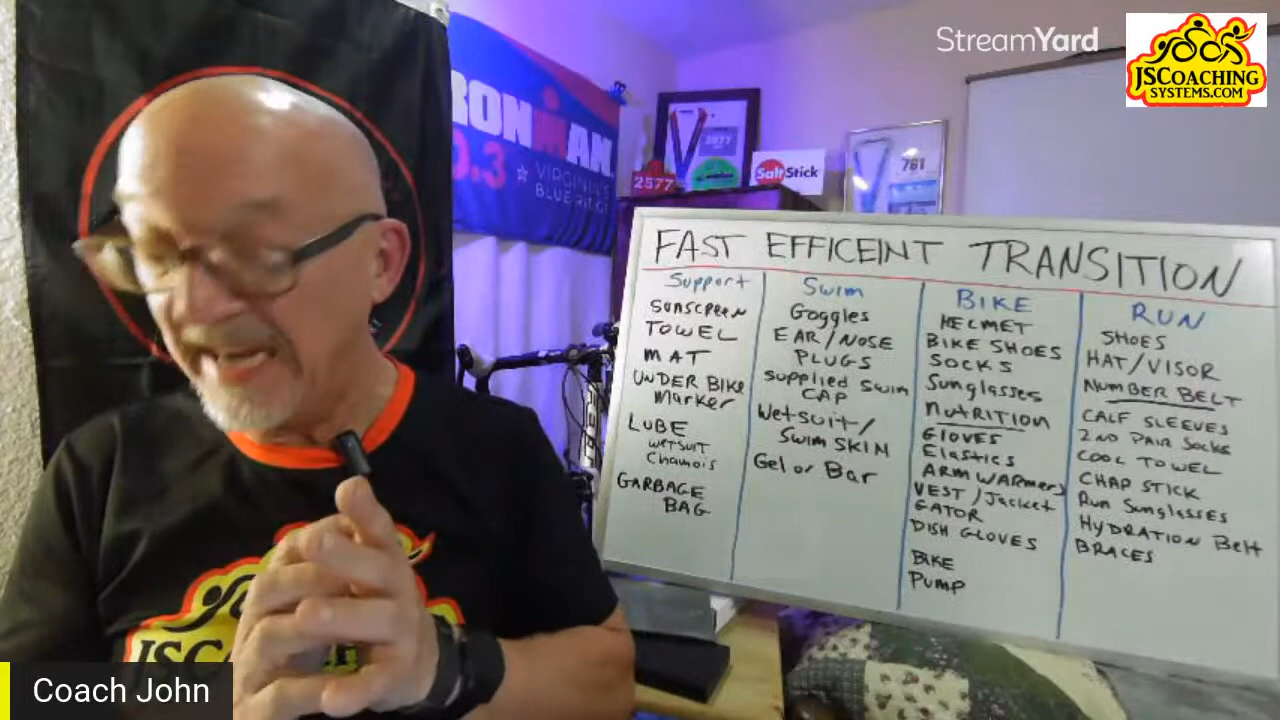 StreamYard
JSCOACHING
SYSTEMS.COM
IRONMAN
70.3
VIRGINIA'S
BLUE RIDGE
2577
SaltStick
761
FAST EFFICEINT TRANSITION
Support
SUNSCREEN
TOWEL
MAT
UNDER BIKE
MARKER
LUBE
WETSUIT
Chamois
GARBAGE
BAG
Swim
Goggles
EAR/NOSE
PLUGS
Supplied Swim
CAP
Wetsuit/
Swim SKIN
Gel or Bar
BIKE
HELMET
BIKE SHOES
SOCKS
Sunglasses
NUTRITION
GLOVES
Elastics
ARM WARMERS
VEST/Jacket
GATOR
DISH GLOVES
BIKE
PUMP
RUN
SHOES
HAT/VISOR
NUMBER BELT
CALF SLEEVES
2ND PAIR SOCKS
COOL TOWEL
CHAP STICK
Run Sunglasses
HYDRATION Belt
BRACES
Coach John